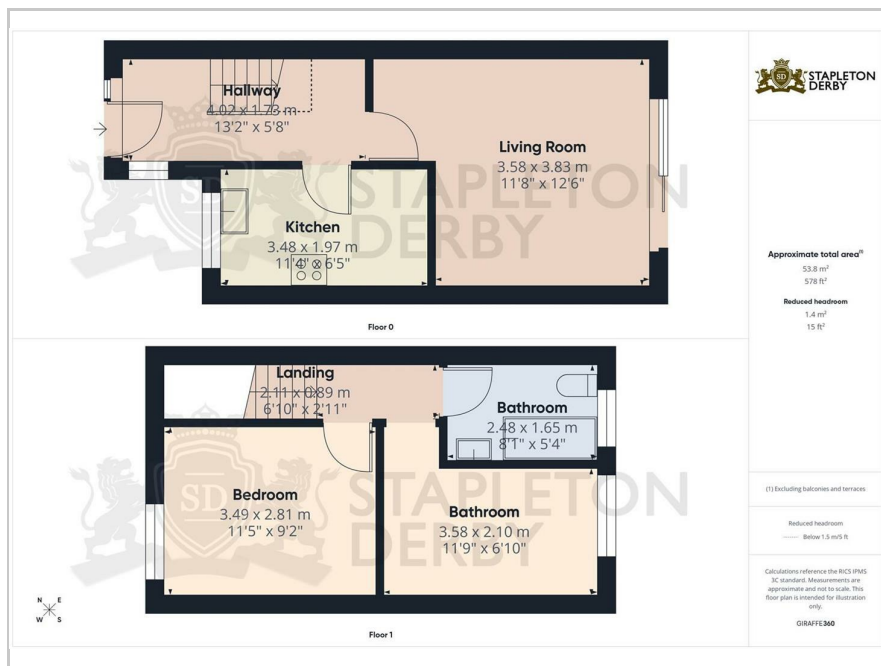 Hallway
4.02 x 1.73 m
13'2" x 5'8"
Living Room
3.58 x 3.83 m
11'8" x 12'6"
Kitchen
3.48 x 1.97 m
11'4" x 6'5"
SD
STAPLETON
DERBY
Floor 0
Landing
2.11 x 0.89 m
6'10" x 2'11"
Bathroom
2.48 x 1.65 m
8'1" x 5'4"
Bedroom
3.49 x 2.81 m
11'5" x 9'2"
Bathroom
3.58 x 2.10 m
11'9" x 6'10"
SD
STAPLETON
DERBY
N E
W S
Floor 1
SD
STAPLETON
DERBY
Approximate total area(1)
53.8 m²
578 ft²
Reduced headroom
1.4 m²
15 ft²
(1) Excluding balconies and terraces
Reduced headroom
Below 1.5 m/5 ft
Calculations reference the RICS IPMS
3C standard. Measurements are
approximate and not to scale. This
floor plan is intended for illustration
only.
GIRAFFE360